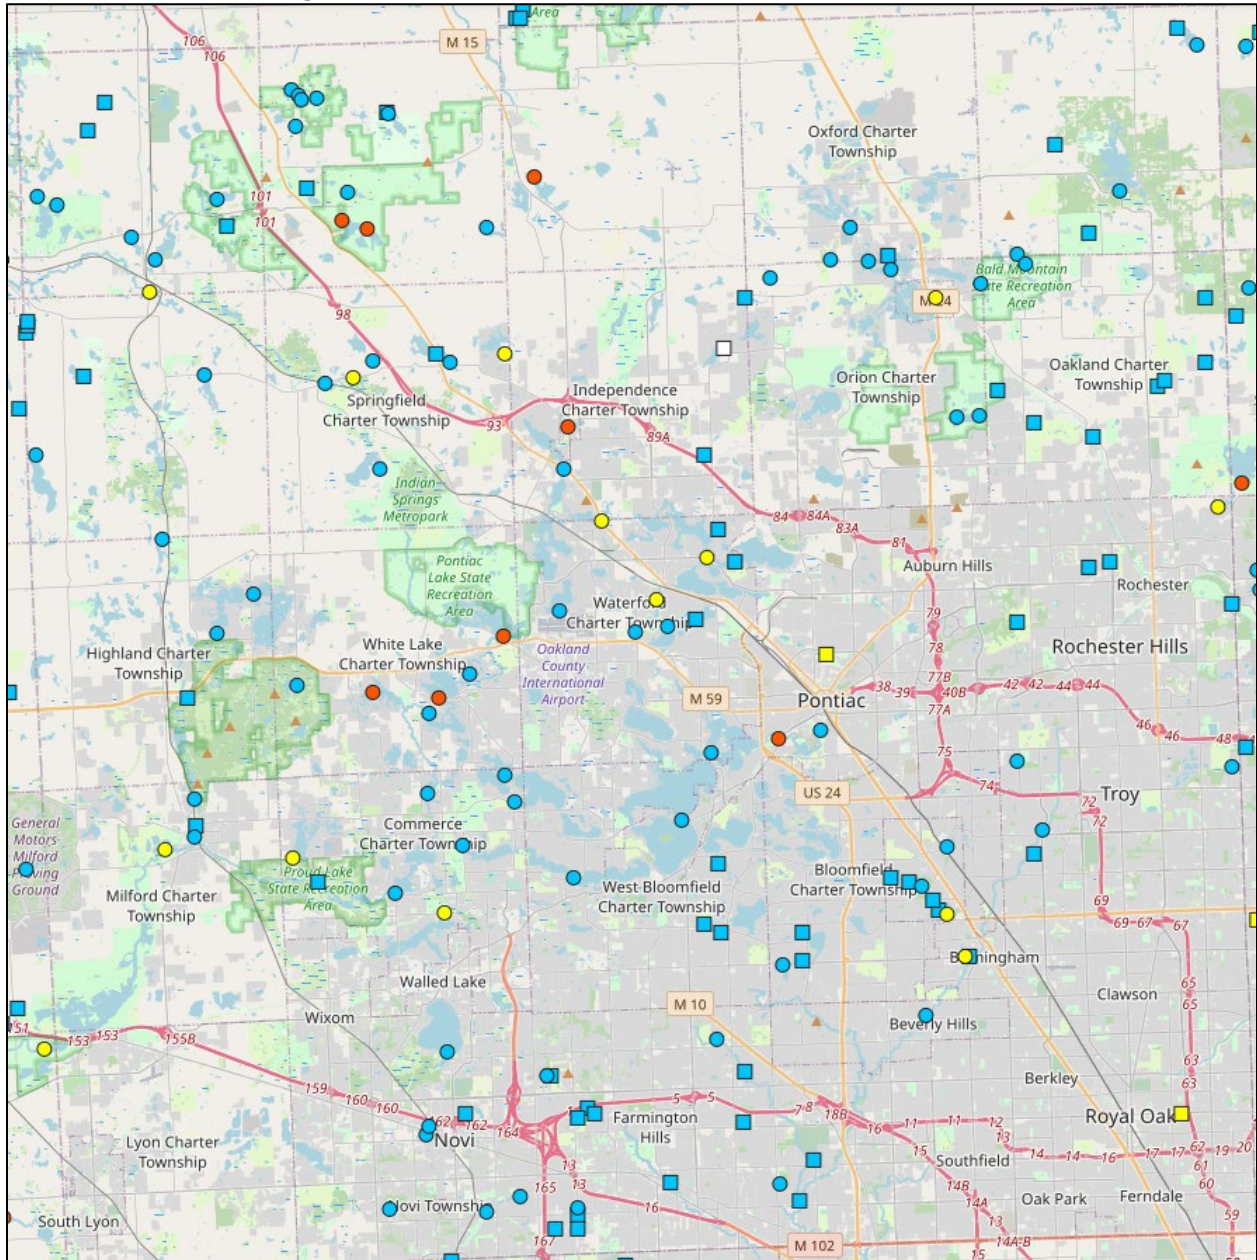 Area
106
M 15
106
Oxford Charter
Township
101
101
Bald Mountain
State Recreation
Area
98
Oakland Charter
Township
Orion Charter
Township
Independence
Charter Township
Springfield
Charter Township
93
89A
Indian
Springs
Metropark
84
84A
83A
81
Auburn Hills
Pontiac
Lake State
Recreation
Area
Rochester
Waterford
Charter Township
79
White Lake
Charter Township
Highland Charter
Township
Oakland
County
International
Airport
78
Rochester Hills
77B
M 59
Pontiac
38
39
40B
42
42
44
44
77A
46
46
48
75
US 24
74
Troy
72
72
General
Motors
Milford
Proving
Ground
Commerce
Charter Township
Proud Lake
State Recreation
Area
Bloomfield
Charter Township
West Bloomfield
Charter Township
Milford Charter
Township
69
69
67
67
Birmingham
Walled Lake
Clawson
65
65
M 10
Wixom
Beverly Hills
151
153
153
155B
63
63
Berkley
159
160
160
162
162
164
5
5
7
8
18B
16
11
11
12
Royal Oak
Farmington
Hills
Novi
Lyon Charter
Township
13
13
13
15
13
14
14
16
17
17
62
19
20
61
60
Southfield
14B
14A
13
165
Oak Park
Ferndale
Novi Township
59
South Lyon
167
M 102
15
14A-B